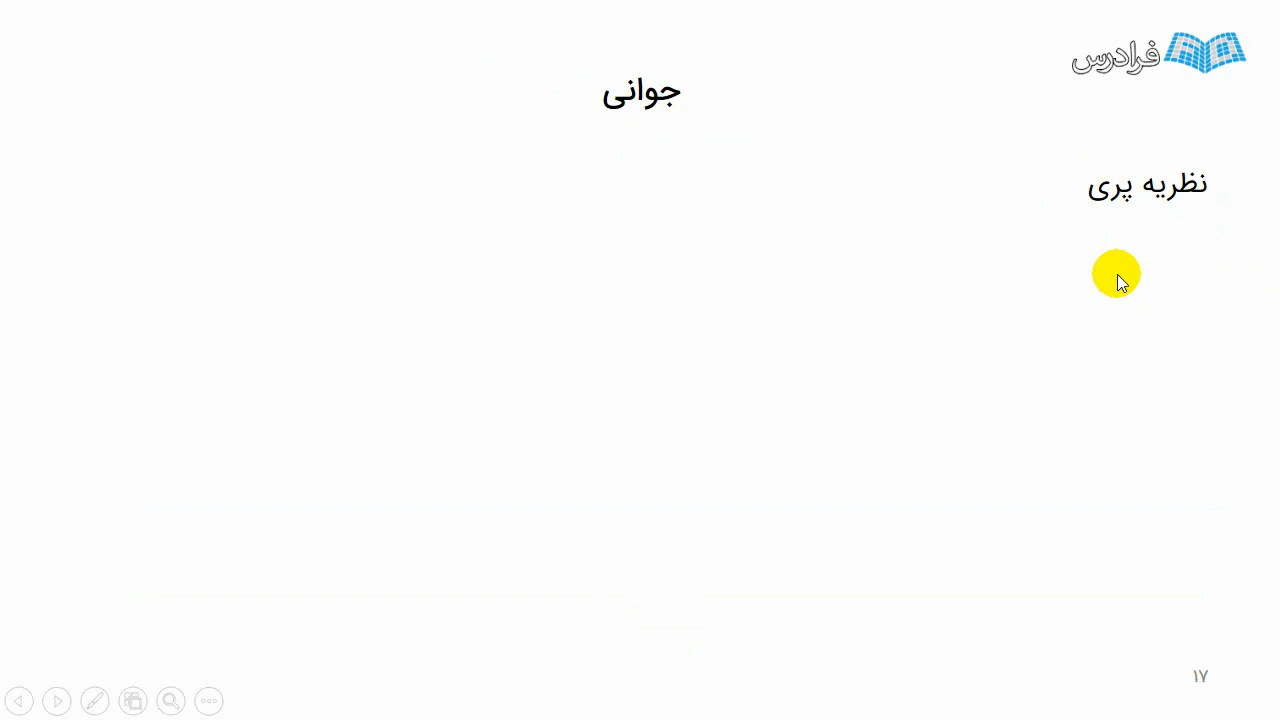 فرادرس
جوانی
نظریه پری
۱۷